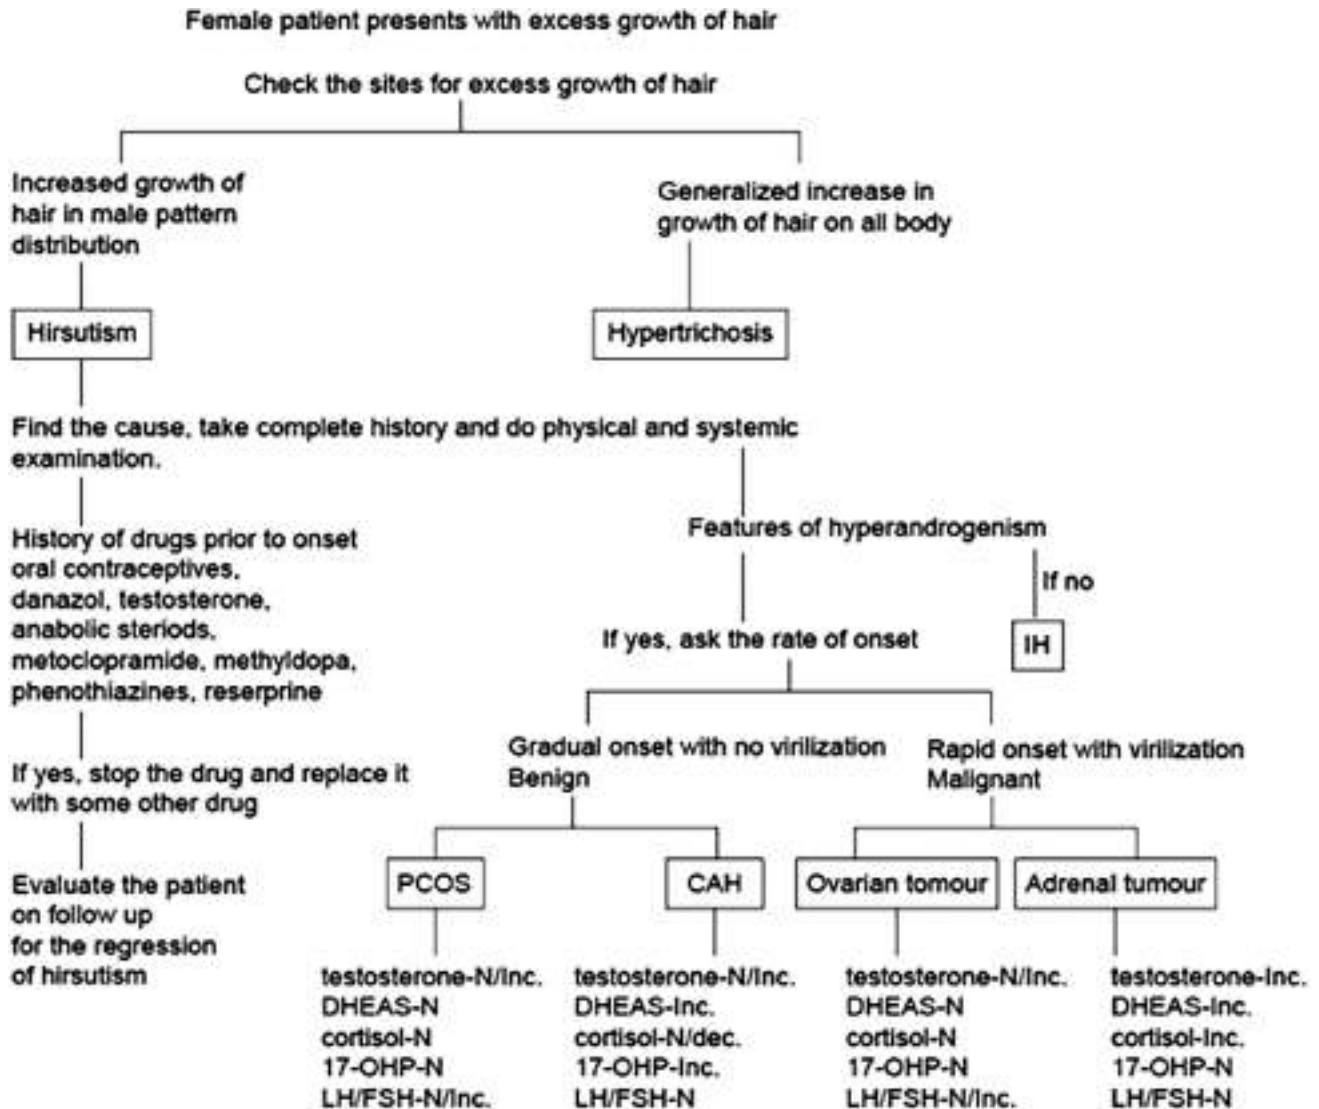 Female patient presents with excess growth of hair
Check the sites for excess growth of hair
Increased growth of
hair in male pattern
distribution
Generalized increase in
growth of hair on all body
Hirsutism
Hypertrichosis
Find the cause, take complete history and do physical and systemic
examination.
History of drugs prior to onset
oral contraceptives,
danazol, testosterone,
anabolic steriods,
metoclopramide, methyldopa,
phenothiazines, reserprine
If yes, stop the drug and replace it
with some other drug
Evaluate the patient
on follow up
for the regression
of hirsutism
Features of hyperandrogenism
If no
IH
If yes, ask the rate of onset
Gradual onset with no virilization
Benign
Rapid onset with virilization
Malignant
PCOS
CAH
Ovarian tomour
Adrenal tumour
testosterone-N/Inc.
DHEAS-N
cortisol-N
17-OHP-N
LH/FSH-N/Inc.
testosterone-N/Inc.
DHEAS-Inc.
cortisol-N/dec.
17-OHP-Inc.
LH/FSH-N
testosterone-N/Inc.
DHEAS-N
cortisol-N
17-OHP-N
LH/FSH-N/Inc.
testosterone-Inc.
DHEAS-Inc.
cortisol-Inc.
17-OHP-N
LH/FSH-N